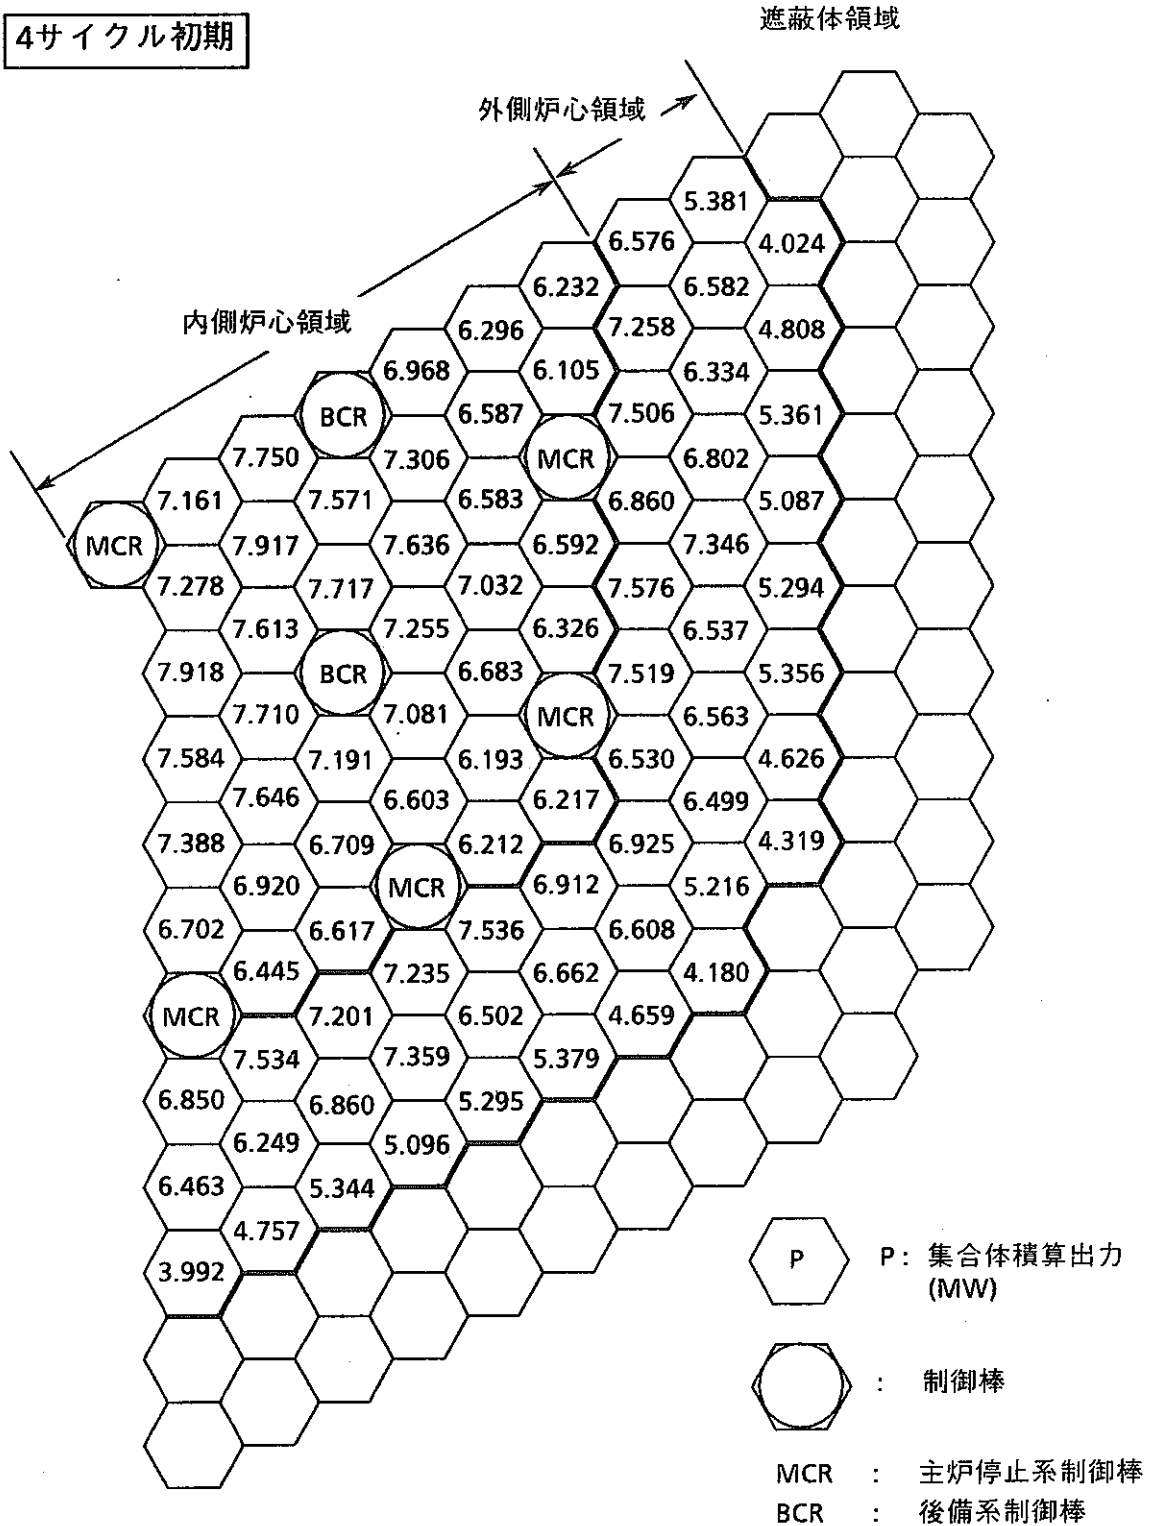 4サイクル初期
遮蔽体領域
外側炉心領域
内側炉心領域
5.381
6.576 4.024
6.232 6.582
6.296 7.258 4.808
6.968 6.105 6.334
BCR 6.587 7.506 5.361
7.750 7.306 MCR 6.802
7.161 7.571 6.583 6.860 5.087
MCR 7.917 7.636 6.592 7.346
7.278 7.717 7.032 7.576 5.294
7.613 7.255 6.326 6.537
7.918 BCR 6.683 7.519 5.356
7.710 7.081 MCR 6.563
7.584 7.191 6.193 6.530 4.626
7.646 6.603 6.217 6.499
7.388 6.709 6.212 6.925 4.319
6.920 MCR 6.912 5.216
6.702 6.617 7.536 6.608
6.445 7.235 6.662 4.180
MCR 7.201 6.502 4.659
7.534 7.359 5.379
6.850 6.860 5.295
6.249 5.096
6.463 5.344
4.757
3.992
P P: 集合体積算出力
(MW)
: 制御棒
MCR : 主炉停止系制御棒
BCR : 後備系制御棒